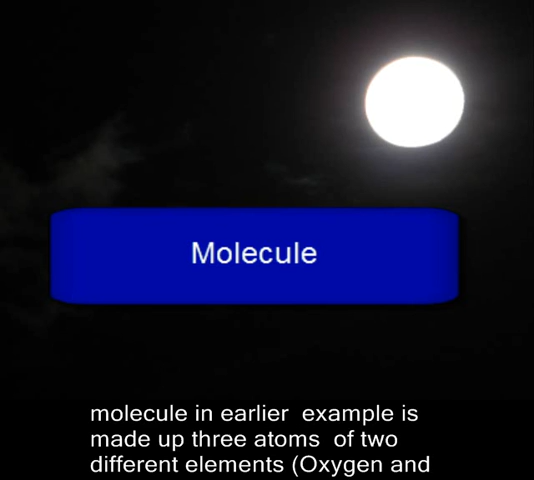 Molecule
molecule in earlier example is
made up three atoms of two
different elements (Oxygen and